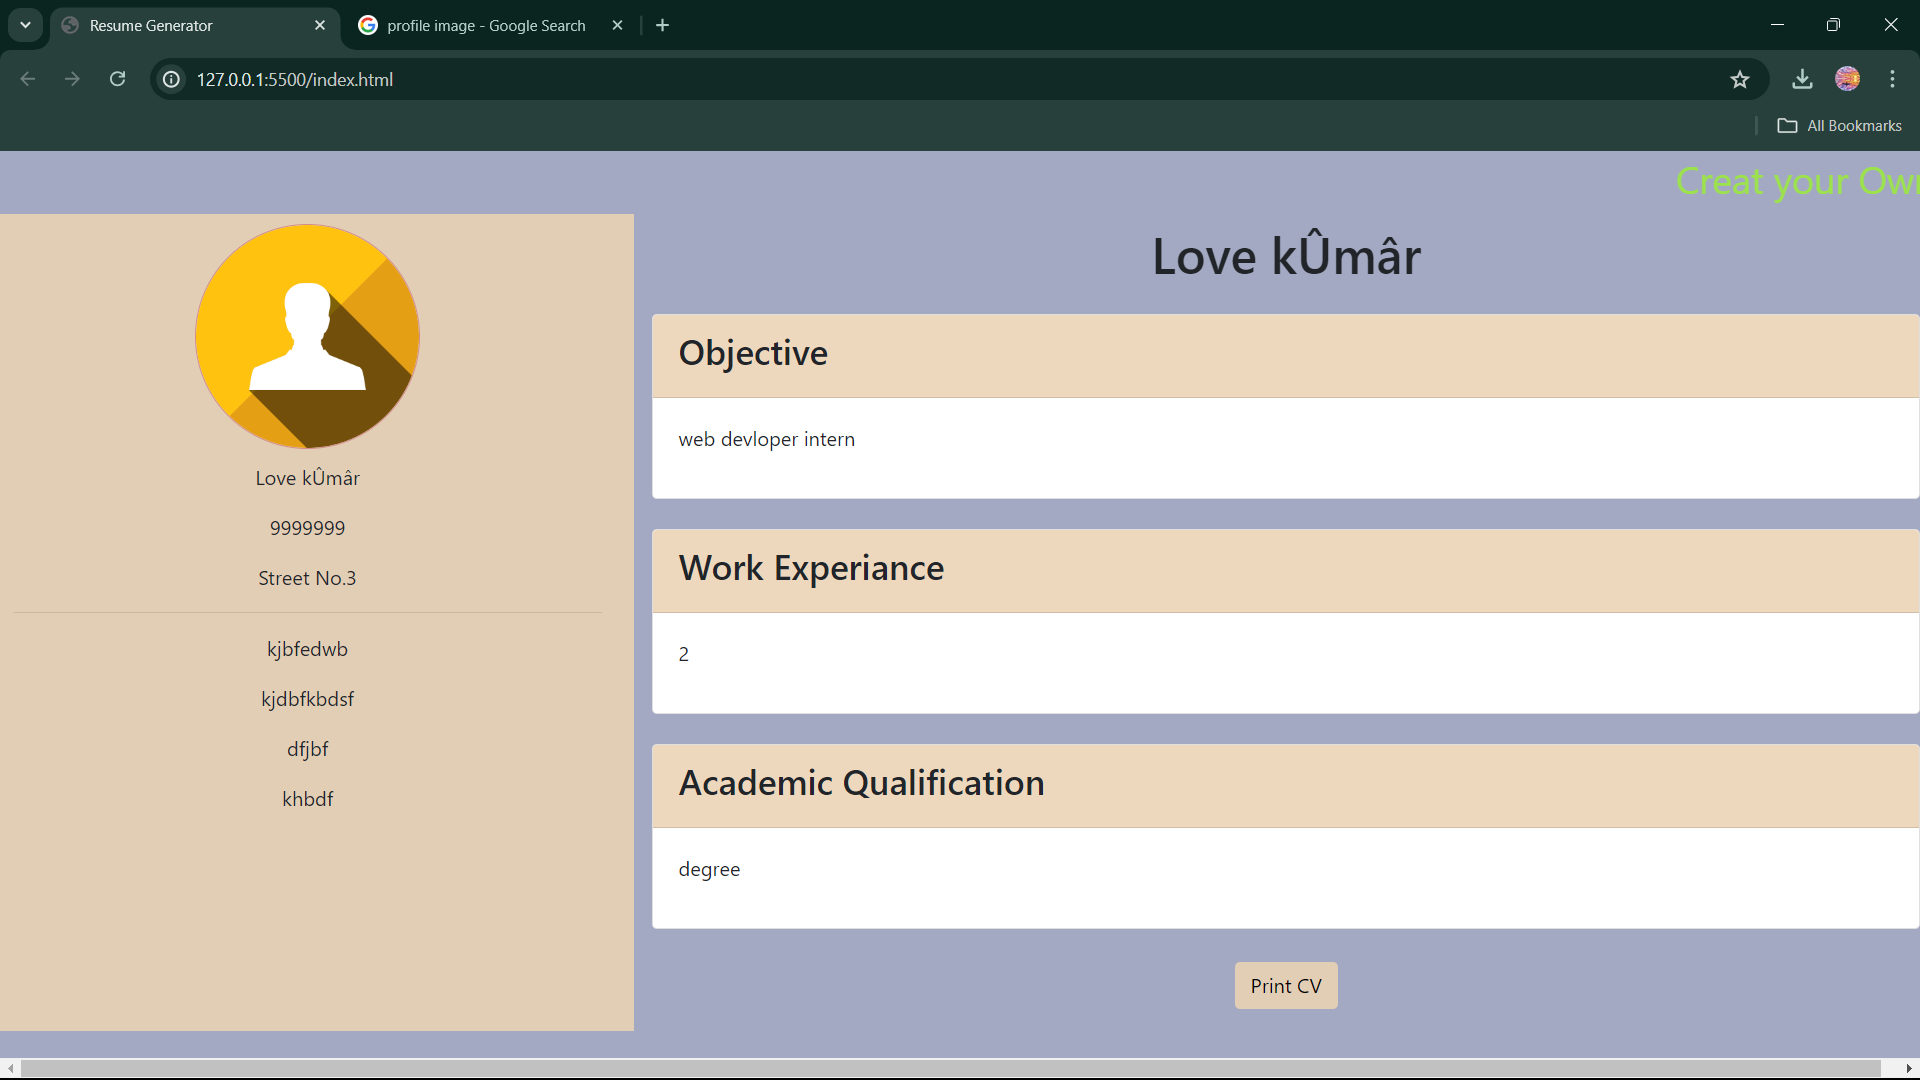 Resume Generator
profile image - Google Search
127.0.0.1:5500/index.html
All Bookmarks
Creat your Own
Love kÛmâr
9999999
Street No.3
kjbfedwb
kjdbfkbdsf
dfjbf
khbdf
Love kÛmâr
Objective
web devloper intern
Work Experiance
2
Academic Qualification
degree
Print CV